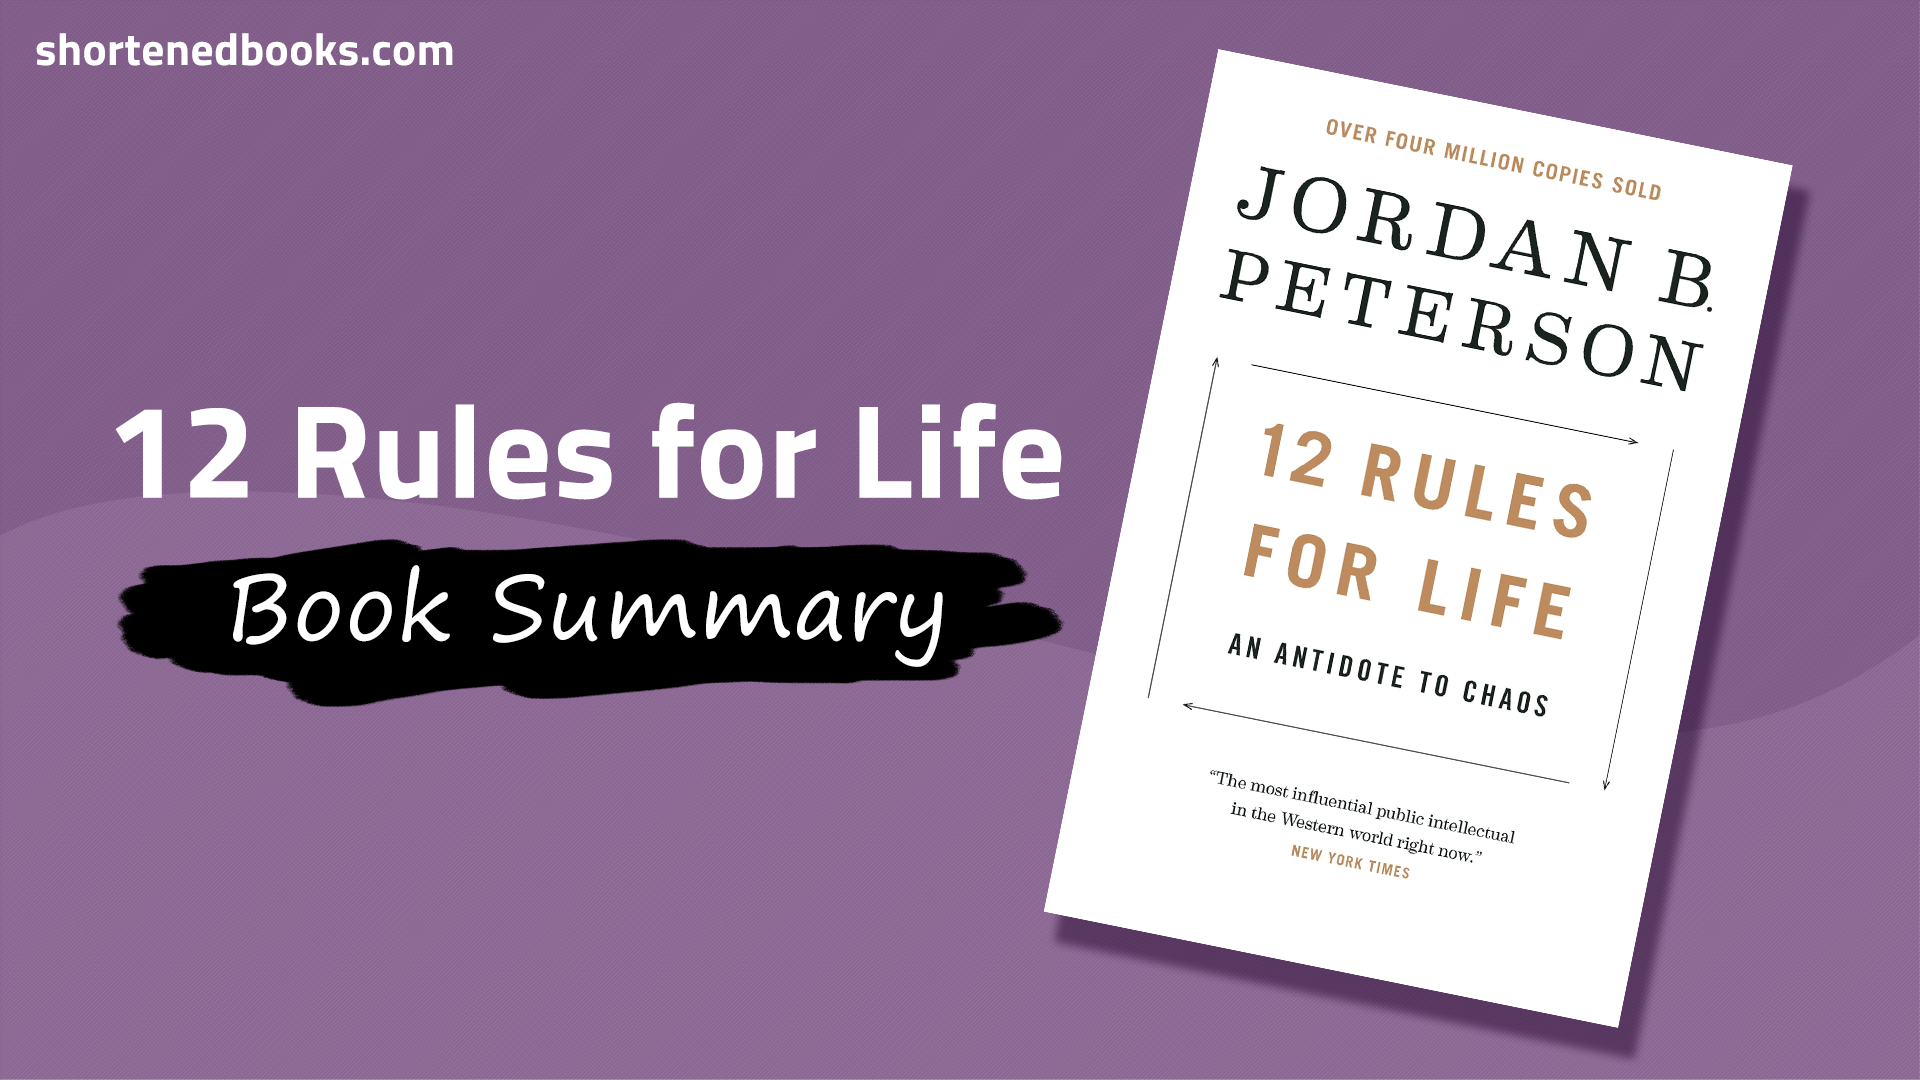 shortenedbooks.com
12 Rules for Life
Book Summary
OVER FOUR MILLION COPIES SOLD
JORDAN B.
PETERSON
12 RULES
FOR LIFE
AN ANTIDOTE TO CHAOS
“The most influential public intellectual
in the Western world right now.”
NEW YORK TIMES